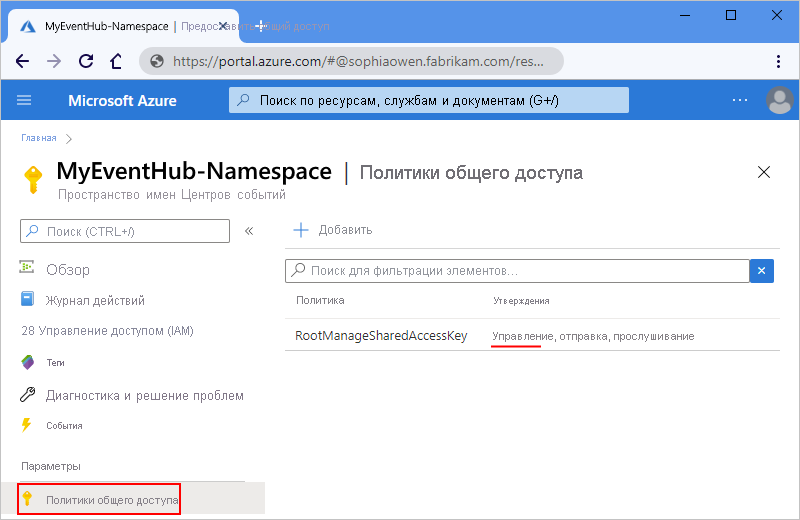 MyEventHub-Namespace | Предоставить общий доступ
https://portal.azure.com/#@sophiaowen.fabrikam.com/res...
Microsoft Azure
Поиск по ресурсам, службам и документам (G+/)
Главная
MyEventHub-Namespace | Политики общего доступа
Пространство имен Центров событий
Поиск (CTRL+/)
Обзор
Журнал действий
28 Управление доступом (IAM)
Теги
Диагностика и решение проблем
События
Параметры
Политики общего доступа
Добавить
Поиск для фильтрации элементов...
Политика Утверждения
RootManageSharedAccessKey Управление, отправка, прослушивание